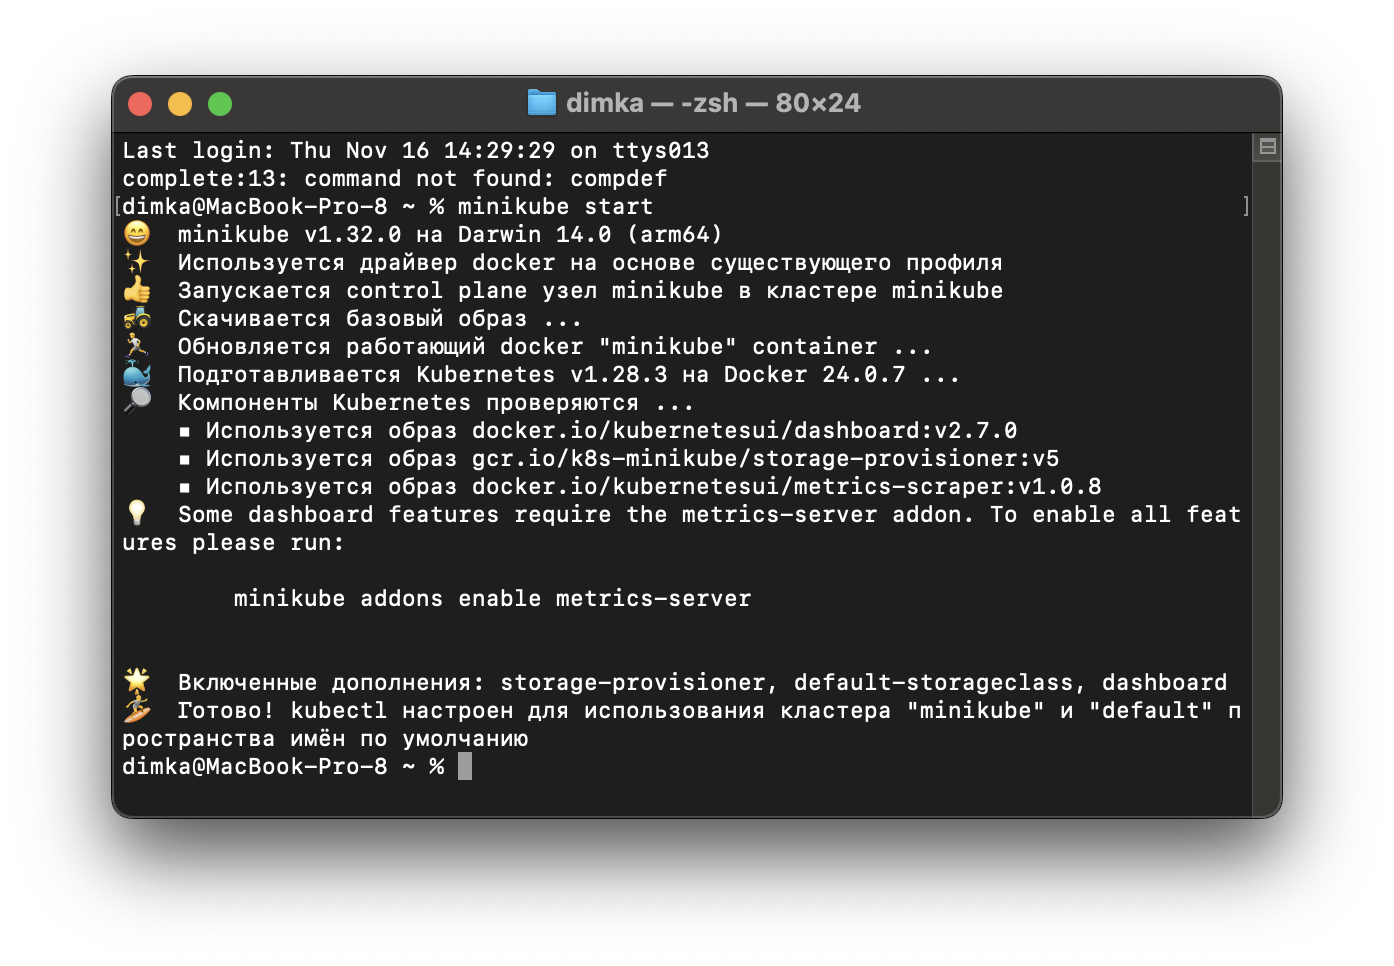 dimka — -zsh — 80×24
Last login: Thu Nov 16 14:29:29 on ttys013
complete:13: command not found: compdef
[dimka@MacBook-Pro-8 ~ % minikube start ]
😄  minikube v1.32.0 на Darwin 14.0 (arm64)
✨  Используется драйвер docker на основе существующего профиля
👍  Запускается control plane узел minikube в кластере minikube
🚜  Скачивается базовый образ ...
🏃  Обновляется работающий docker "minikube" container ...
🐳  Подготавливается Kubernetes v1.28.3 на Docker 24.0.7 ...
🔎  Компоненты Kubernetes проверяются ...
▪ Используется образ docker.io/kubernetesui/dashboard:v2.7.0
▪ Используется образ gcr.io/k8s-minikube/storage-provisioner:v5
▪ Используется образ docker.io/kubernetesui/metrics-scraper:v1.0.8
💡  Some dashboard features require the metrics-server addon. To enable all feat
ures please run:
minikube addons enable metrics-server
🌟  Включенные дополнения: storage-provisioner, default-storageclass, dashboard
🏄  Готово! kubectl настроен для использования кластера "minikube" и "default" п
ространства имён по умолчанию
dimka@MacBook-Pro-8 ~ %